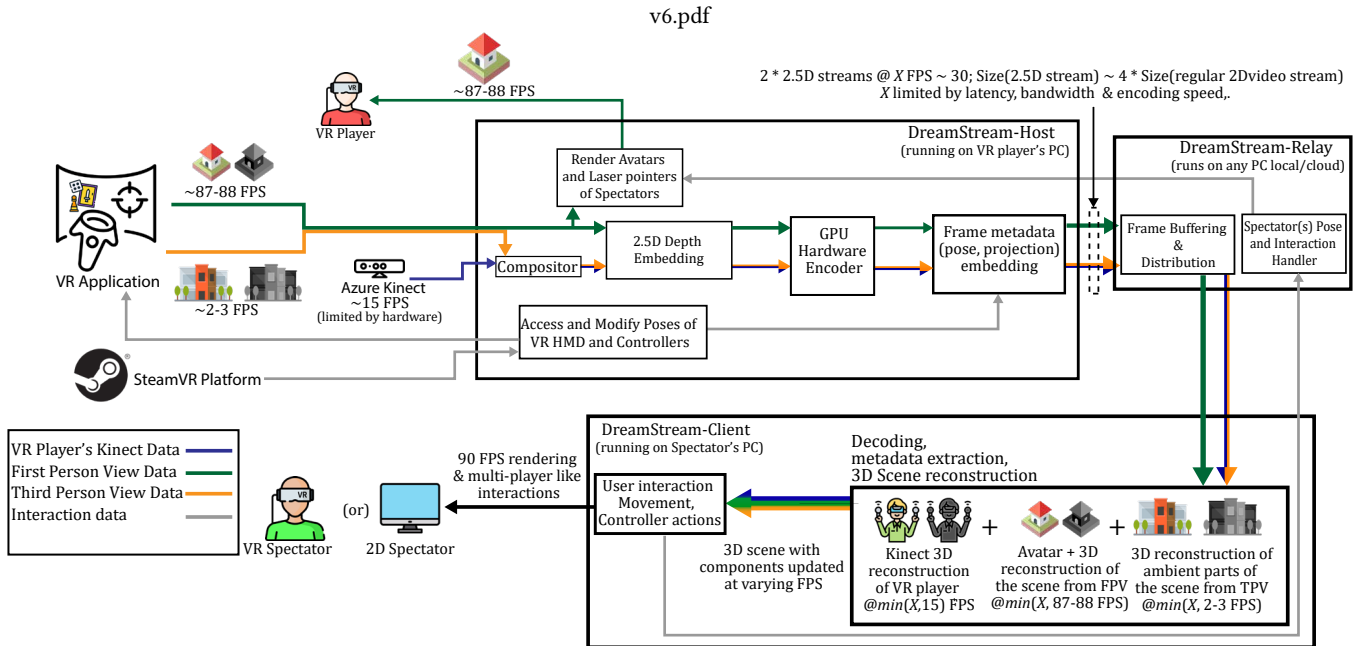 v6.pdf
2 * 2.5D streams @ X FPS ~ 30; Size(2.5D stream) ~ 4 * Size(regular 2Dvideo stream)
X limited by latency, bandwidth & encoding speed,.
~87-88 FPS
VR
VR Player
DreamStream-Host
(running on VR player's PC)
DreamStream-Relay
(runs on any PC local/cloud)
Render Avatars
and Laser pointers
of Spectators
~87-88 FPS
VR Application
~2-3 FPS
Azure Kinect
~15 FPS
(limited by hardware)
Compositor
2.5D Depth
Embedding
GPU
Hardware
Encoder
Frame metadata
(pose, projection)
embedding
Frame Buffering
&
Distribution
Spectator(s) Pose
and Interaction
Handler
Access and Modify Poses of
VR HMD and Controllers
®
SteamVR Platform
VR Player's Kinect Data
First Person View Data
Third Person View Data
Interaction data
DreamStream-Client
(running on Spectator's PC)
Decoding,
metadata extraction,
3D Scene reconstruction
90 FPS rendering
& multi-player like
interactions
User interaction
Movement,
Controller actions
VR
VR Spectator
(or)
2D Spectator
3D scene with
components updated
at varying FPS
+
+
Kinect 3D
reconstruction
of VR player
@min(X,15) FPS
Avatar + 3D
reconstruction of
the scene from FPV
@min(X, 87-88 FPS)
3D reconstruction of
ambient parts of
the scene from TPV
@min(X, 2-3 FPS)